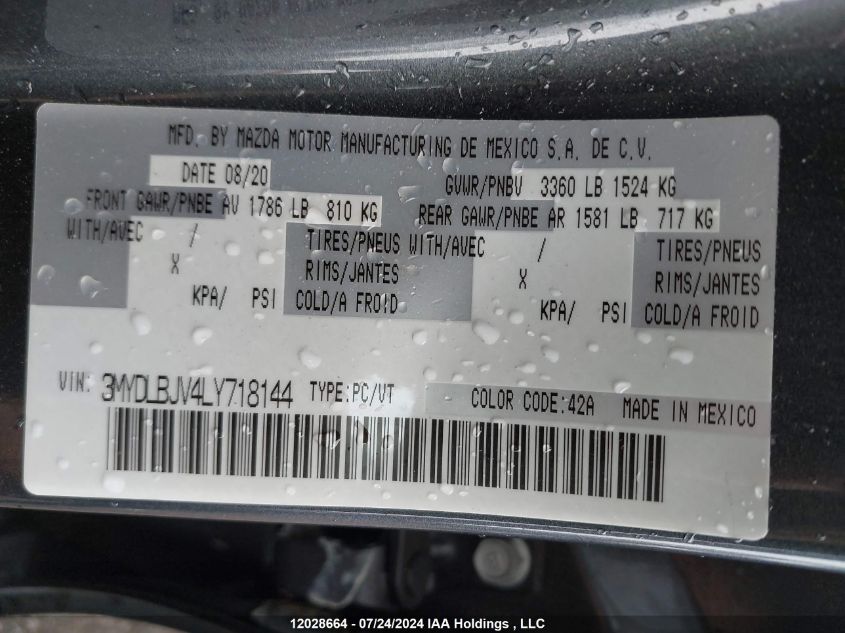 MFD. BY MAZDA MOTOR MANUFACTURING DE MEXICO S.A. DE C.V.
DATE 08/20 GVWR/PNBV 3360 LB 1524 KG
FRONT GAWR/PNBE AV 1786 LB 810 KG REAR GAWR/PNBE AR 1581 LB 717 KG
WITH/AVEC / TIRES/PNEUS WITH/AVEC / TIRES/PNEUS
X RIMS/JANTES X RIMS/JANTES
KPA/ PSI COLD/A FROID KPA/ PSI COLD/A FROID
VIN: 3MYDLBJV4LY718144 TYPE:PC/VT COLOR CODE:42A MADE IN MEXICO
12028664 - 07/24/2024 IAA Holdings , LLC